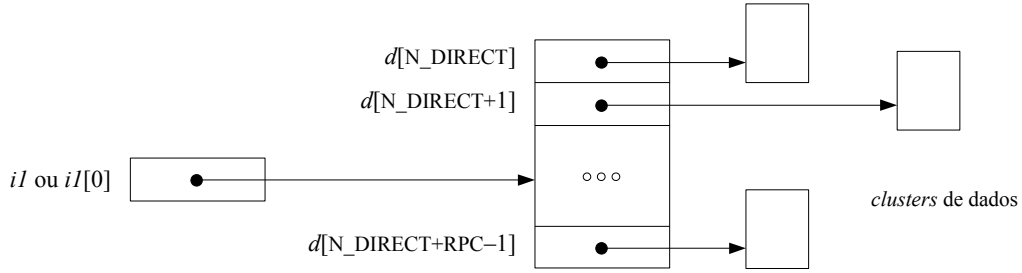 d[N_DIRECT]
d[N_DIRECT+1]
i1 ou i1[0]
clusters de dados
d[N_DIRECT+RPC–1]